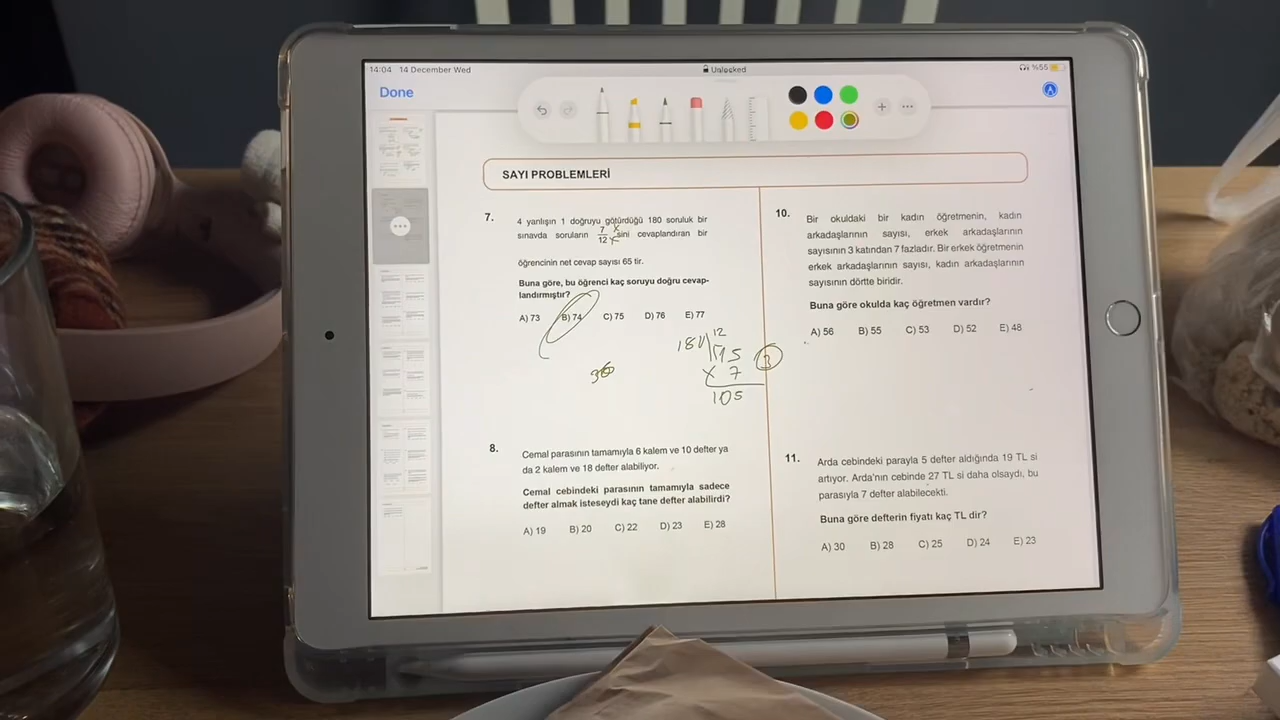 14:04 14 December Wed
Unlocked
%55
Done
SAYI PROBLEMLERİ
7.
4 yanlışın 1 doğruyu götürdüğü 180 soruluk bir
sınavda soruların 7/12 sini cevaplandıran bir
öğrencinin net cevap sayısı 65 tir.
Buna göre, bu öğrenci kaç soruyu doğru cevap-
landırmıştır?
A) 73 B) 74 C) 75 D) 76 E) 77
180 12
15
x 7
105
3
36
8.
Cemal parasının tamamıyla 6 kalem ve 10 defter ya
da 2 kalem ve 18 defter alabiliyor.
Cemal cebindeki parasının tamamıyla sadece
defter almak isteseydi kaç tane defter alabilirdi?
A) 19 B) 20 C) 22 D) 23 E) 28
10.
Bir okuldaki bir kadın öğretmenin, kadın
arkadaşlarının sayısı, erkek arkadaşlarının
sayısının 3 katından 7 fazladır. Bir erkek öğretmenin
erkek arkadaşlarının sayısı, kadın arkadaşlarının
sayısının dörtte biridir.
Buna göre okulda kaç öğretmen vardır?
A) 56 B) 55 C) 53 D) 52 E) 48
11.
Arda cebindeki parayla 5 defter aldığında 19 TL si
artıyor. Arda'nın cebinde 27 TL si daha olsaydı, bu
parasıyla 7 defter alabilecekti.
Buna göre defterin fiyatı kaç TL dir?
A) 30 B) 28 C) 25 D) 24 E) 23